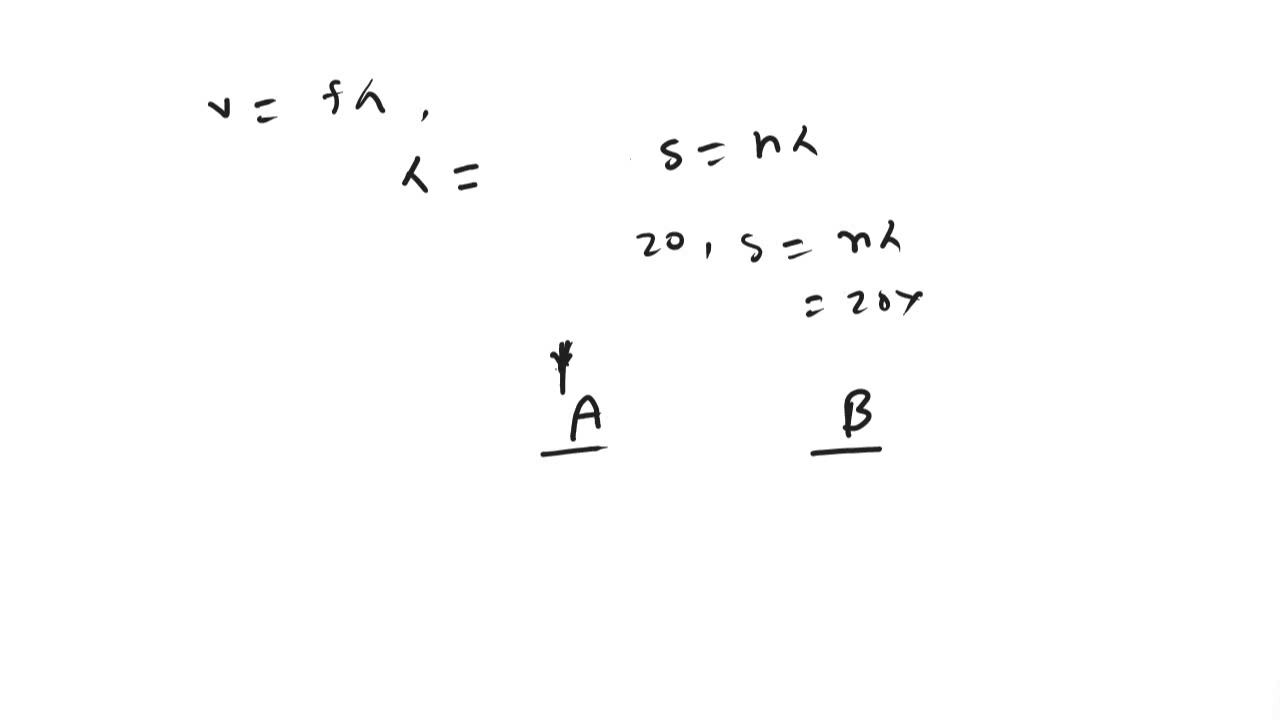 v = fλ,
λ =
s = nλ
20, s = nλ
= 20λ
A
B